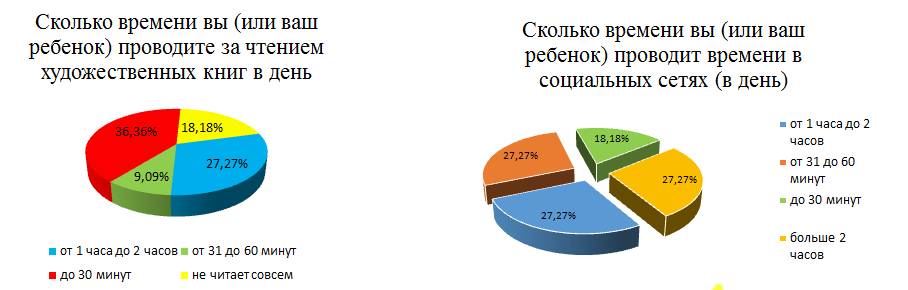 Сколько времени вы (или ваш
ребенок) проводите за чтением
художественных книг в день
36,36%
18,18%
27,27%
9,09%
от 1 часа до 2 часов
от 31 до 60 минут
до 30 минут
не читает совсем
Сколько времени вы (или ваш
ребенок) проводит времени в
социальных сетях (в день)
18,18%
27,27%
27,27%
27,27%
от 1 часа до 2
часов
от 31 до 60
минут
до 30 минут
больше 2
часов